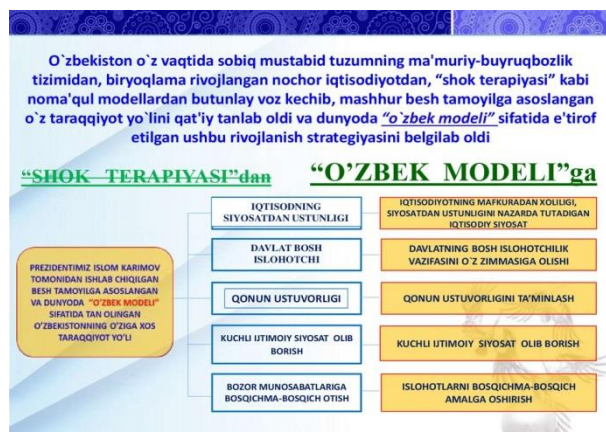 O`zbekiston o`z vaqtida sobiq mustabid tuzumning ma'muriy-buyruqbozlik
tizimidan, biryoqlama rivojlangan nochor iqtisodiyotdan, “shok terapiyasi” kabi
noma'qul modellardan butunlay voz kechib, mashhur besh tamoyilga asoslangan
o`z taraqqiyot yo`lini qat'iy tanlab oldi va dunyoda “o`zbek modeli” sifatida e'tirof
etilgan ushbu rivojlanish strategiyasini belgilab oldi
“SHOK TERAPIYASI”dan “O’ZBEK MODELI”ga
PREZIDENTIMIZ ISLOM KARIMOV
TOMONIDAN ISHLAB CHIQILGAN
BESH TAMOYILGA ASOSLANGAN
VA DUNYODA “O’ZBEK MODELI”
SIFATIDA TAN OLINGAN
O’ZBEKISTONNING O’ZIGA XOS
TARAQQIYOT YO’LI
IQTISODNING
SIYOSATDAN USTUNLIGI
IQTISODIYOTNING MAFKURADAN XOLILIGI,
SIYOSATDAN USTUNLIGINI NAZARDA TUTADIGAN
IQTISODIY SIYOSAT
DAVLAT BOSH
ISLOHOTCHI
DAVLATNING BOSH ISLOHOTCHILIK
VAZIFASINI O`Z ZIMMASIGA OLISHI
QONUN USTUVORLIGI
QONUN USTUVORLIGINI TA’MINLASH
KUCHLI IJTIMOIY SIYOSAT OLIB
BORISH
KUCHLI IJTIMOIY SIYOSAT OLIB BORISH
BOZOR MUNOSABATLARIGA
BOSQICHMA-BOSQICH OTISH
ISLOHOTLARNI BOSQICHMA-BOSQICH
AMALGA OSHIRISH